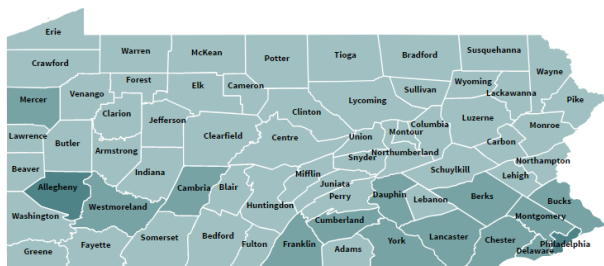 Erie
Warren
McKean
Susquehanna
Potter
Tioga
Bradford
Crawford
Wayne
Forest
Wyoming
Elk
Cameron
Sullivan
Lackawanna
Venango
Mercer
Lycoming
Pike
Clinton
Clarion
Jefferson
Luzerne
Columbia
Monroe
Lawrence
Clearfield
Centre
Union
Montour
Butler
Carbon
Armstrong
Snyder
Northumberland
Northampton
Beaver
Indiana
Mifflin
Schuylkill
Lehigh
Allegheny
Cambria
Blair
Juniata
Dauphin
Berks
Perry
Lebanon
Bucks
Westmoreland
Huntingdon
Washington
Cumberland
Montgomery
Somerset
Bedford
Lancaster
Chester
Philadelphia
Greene
Fayette
Fulton
Franklin
Adams
York
Delaware